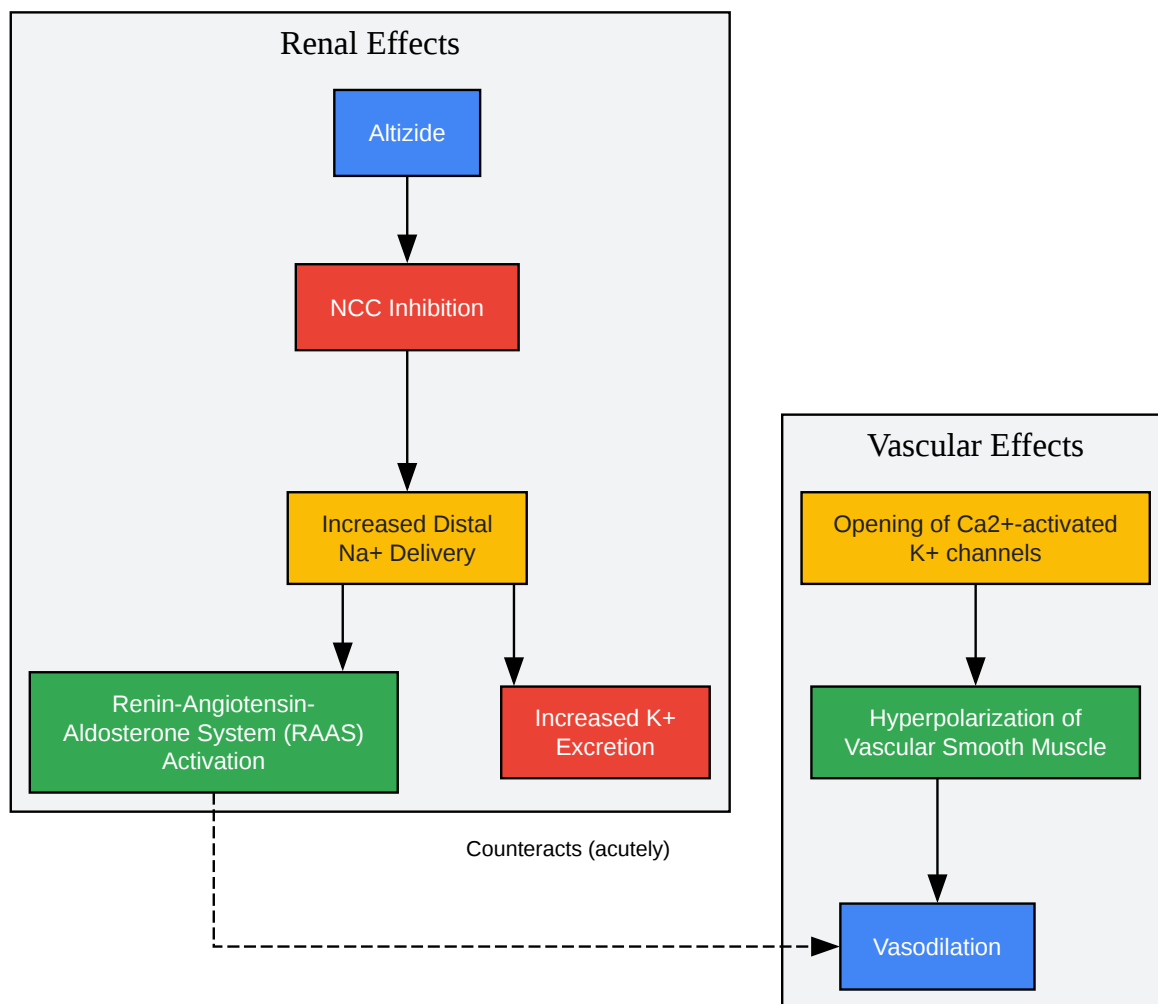 Renal Effects
Altizide
NCC Inhibition
Increased Distal
Na+ Delivery
Renin-Angiotensin-
Aldosterone System (RAAS)
Activation
Increased K+
Excretion
Counteracts (acutely)
Vascular Effects
Opening of Ca2+-activated
K+ channels
Hyperpolarization of
Vascular Smooth Muscle
Vasodilation